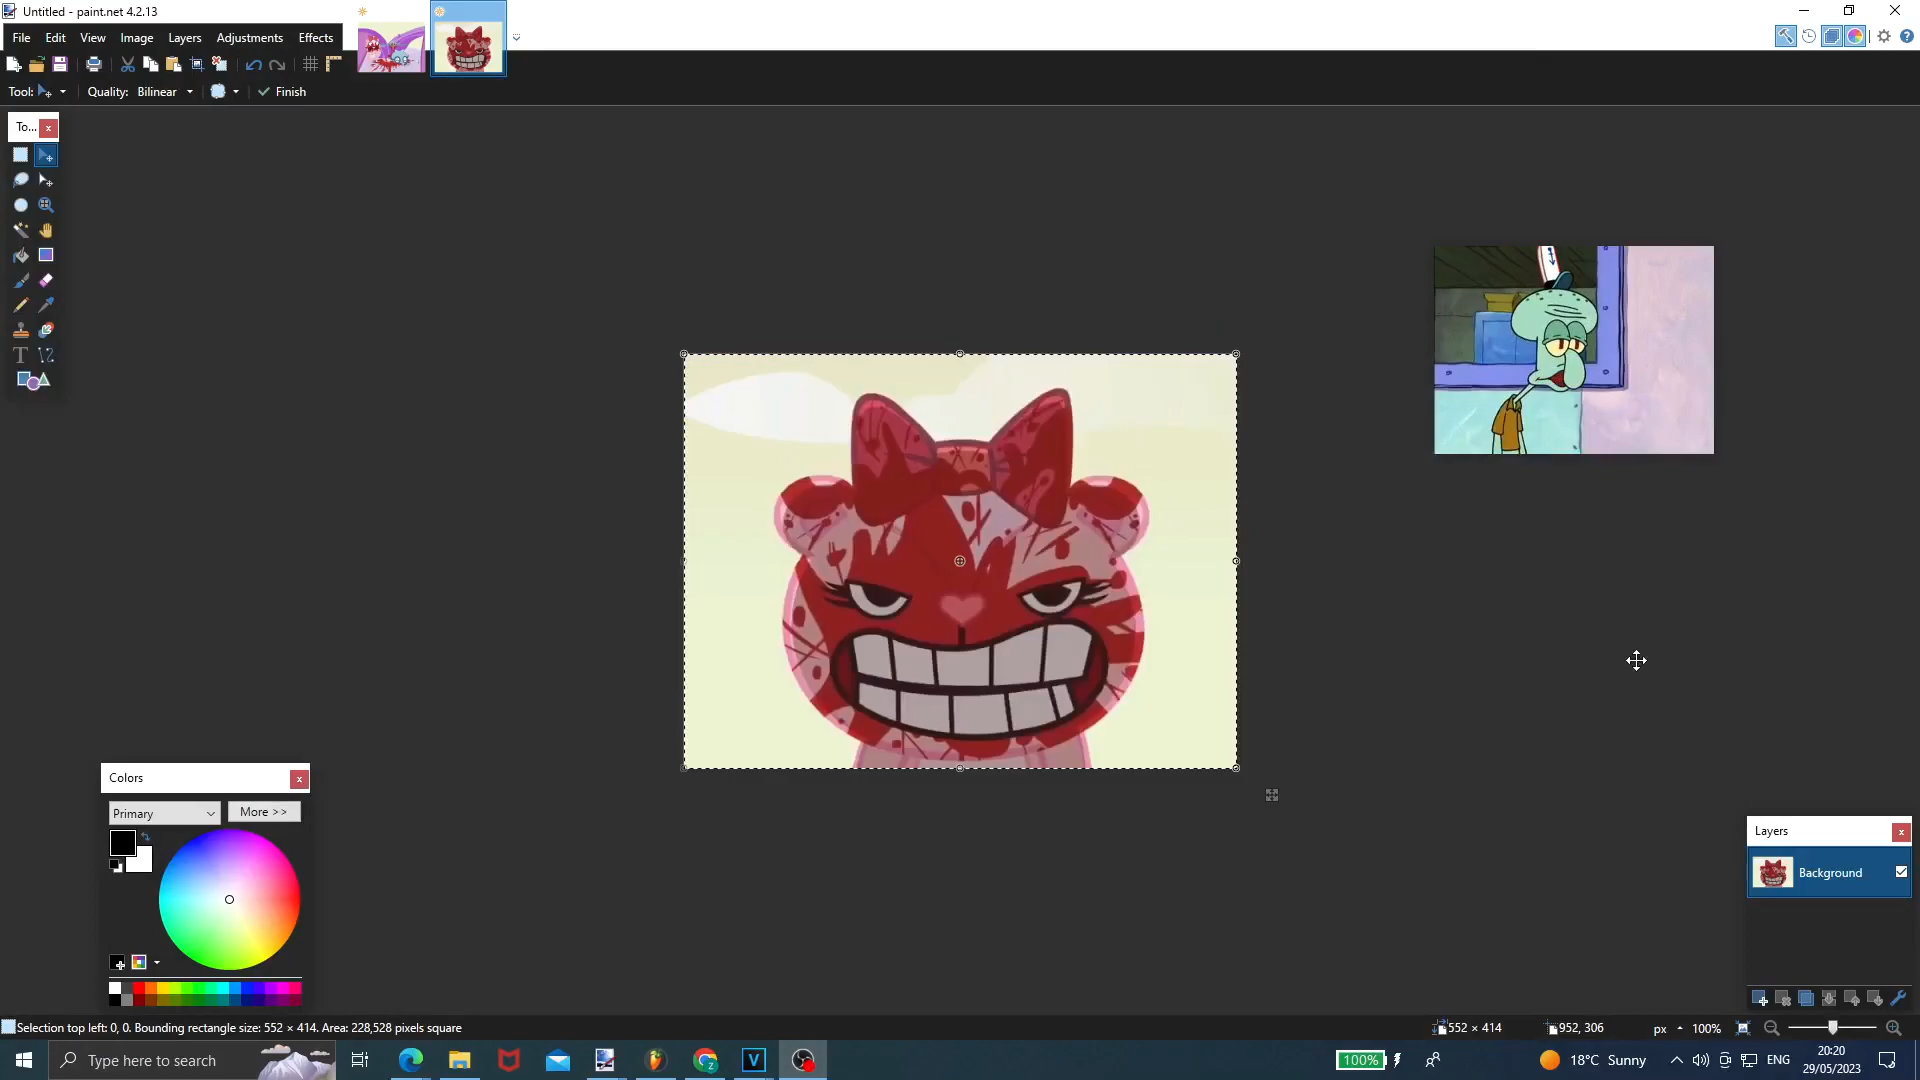 Untitled - paint.net 4.2.13
File Edit View Image Layers Adjustments Effects
Tool: Quality: Bilinear Finish
To...
Colors
Primary More >>
Layers
Background
Selection top left: 0, 0. Bounding rectangle size: 552 × 414. Area: 228,528 pixels square 552 × 414 952, 306 px 100%
Type here to search 100% 18°C Sunny ENG 20:20
29/05/2023